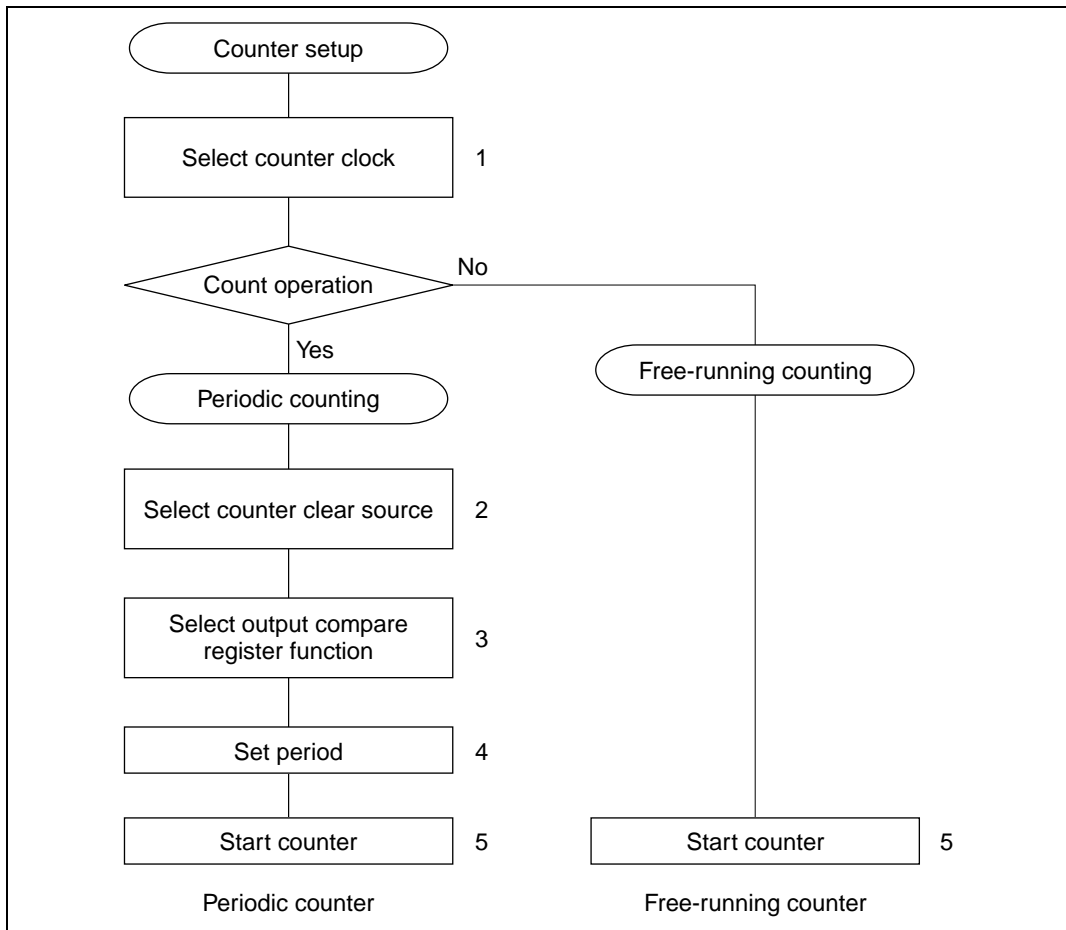 Counter setup
Select counter clock
1
Count operation
No
Yes
Free-running counting
Periodic counting
Select counter clear source
2
Select output compare
register function
3
Set period
4
Start counter
5
Start counter
5
Periodic counter
Free-running counter